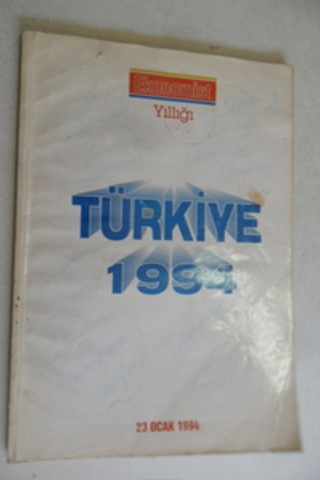 Ekonomist
Yıllığı
TÜRKİYE
1994
23 OCAK 1994